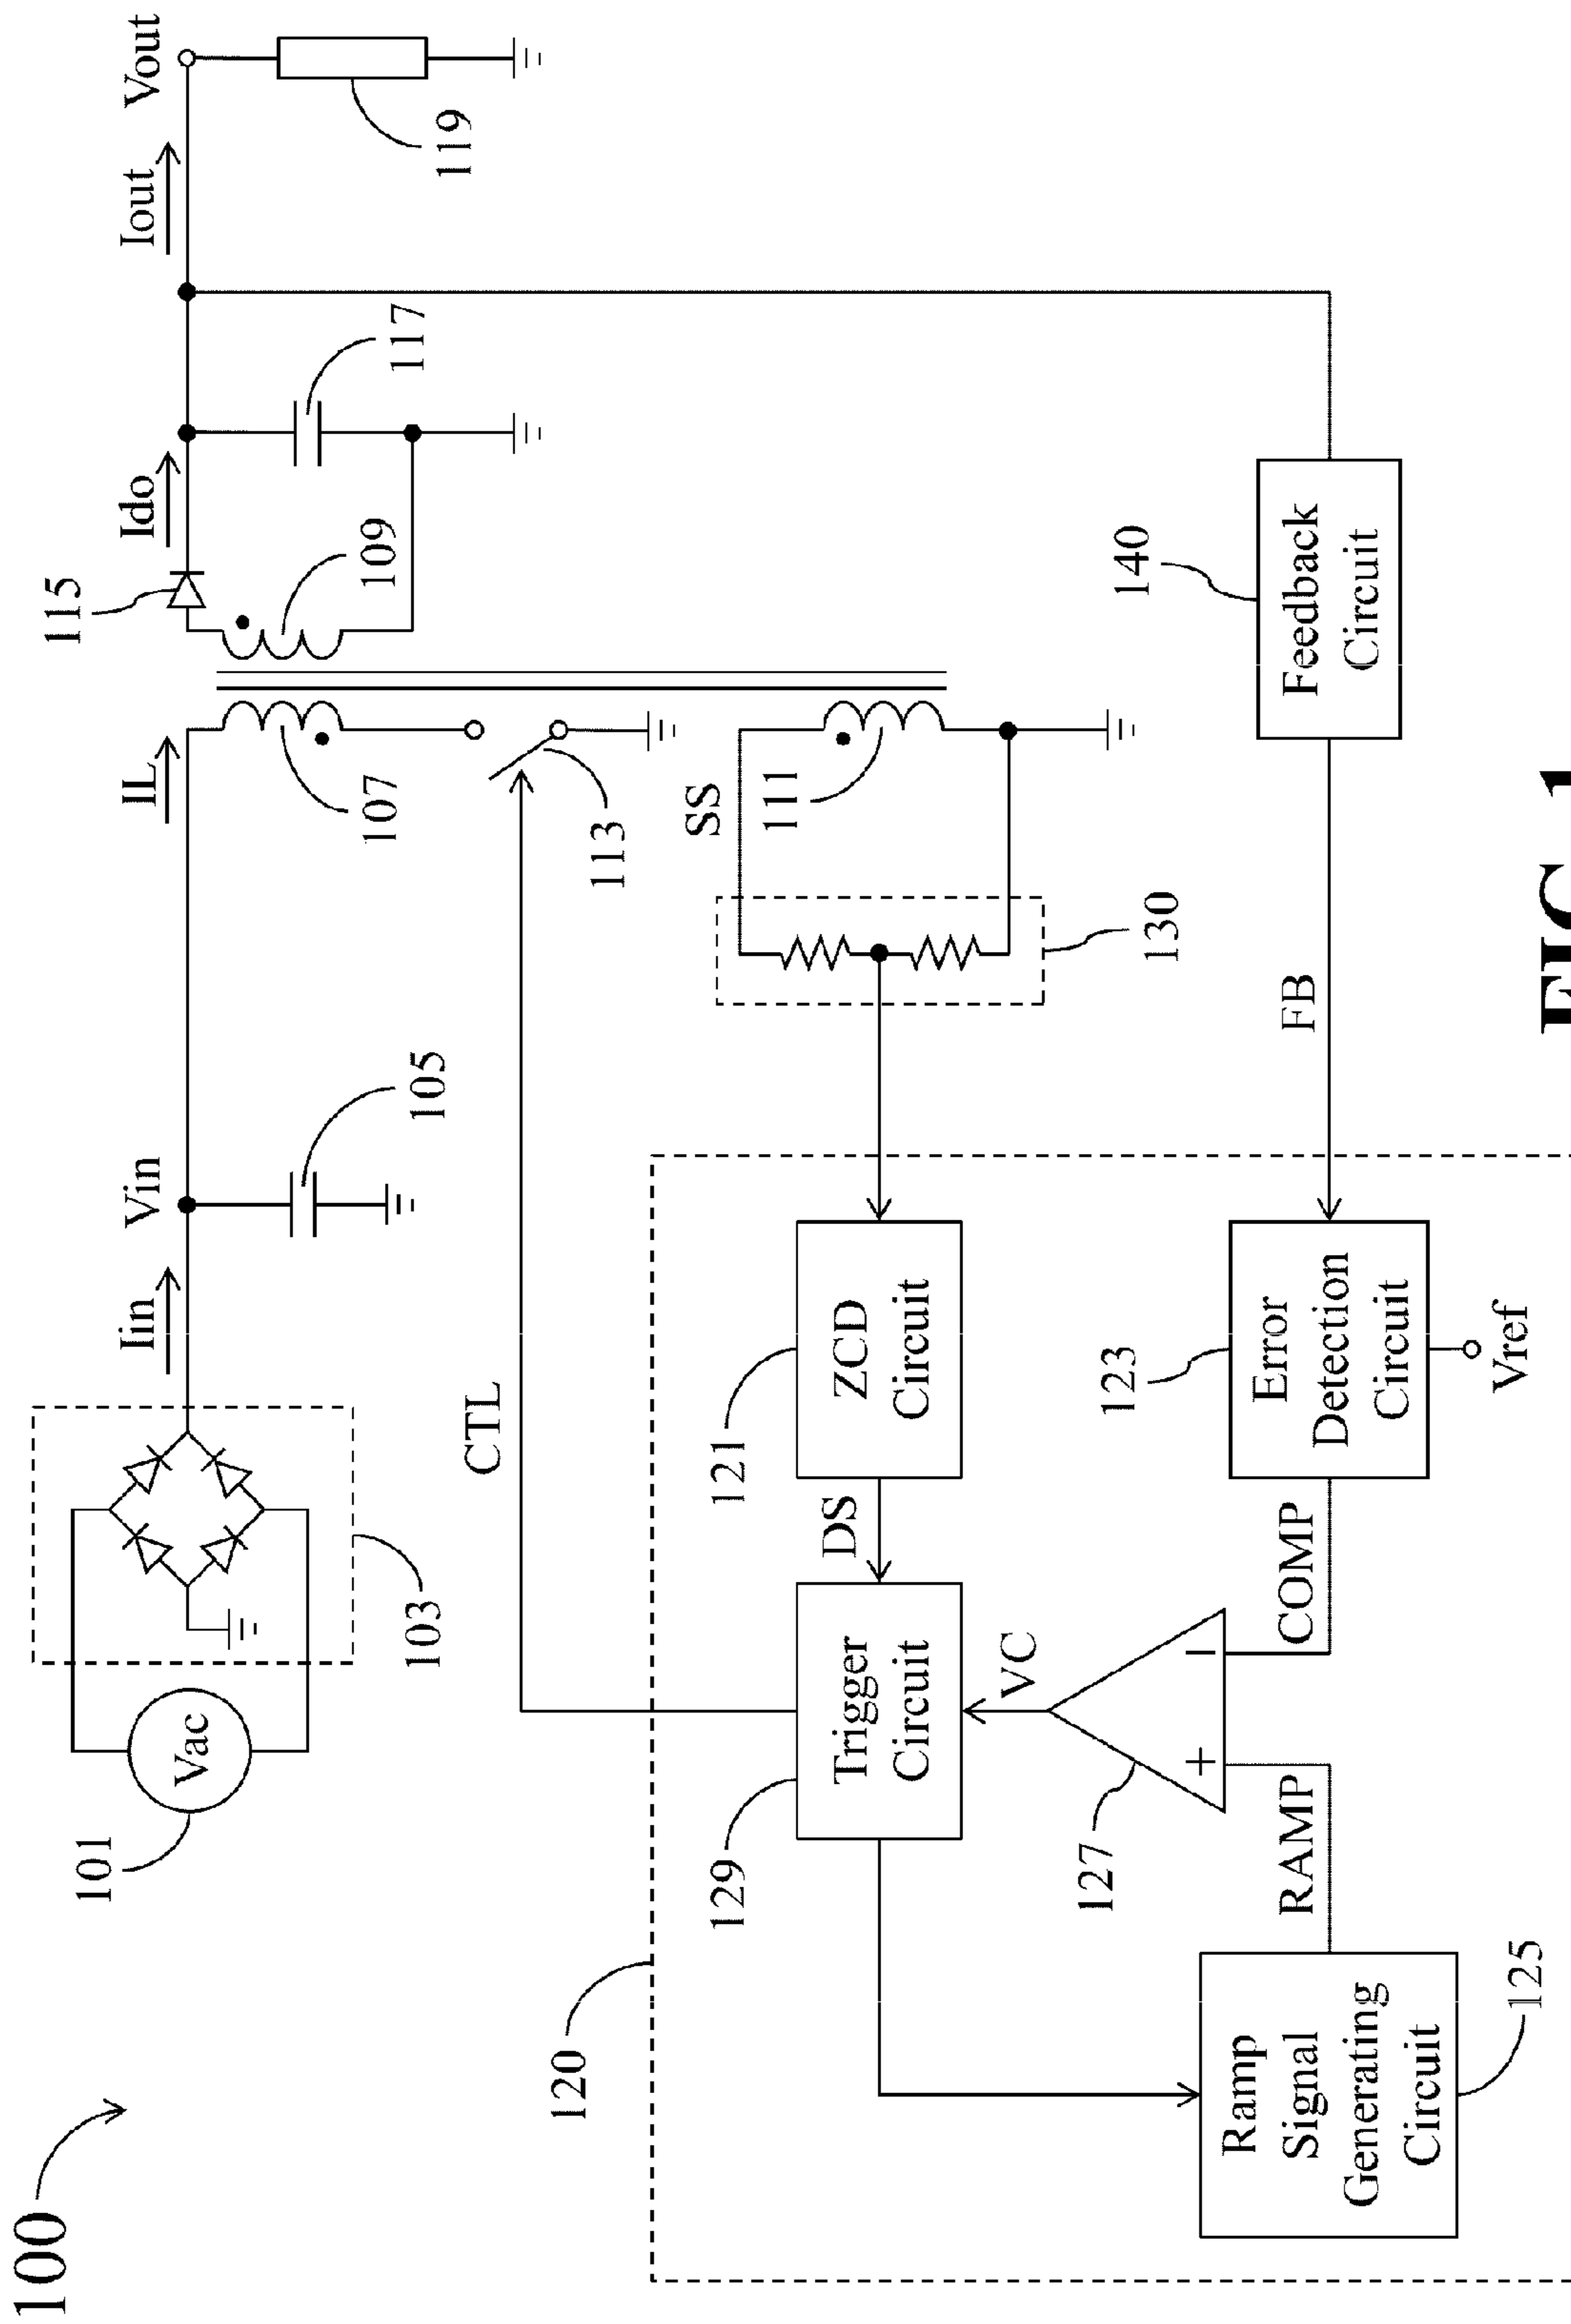 100
101
Vac
103
Iin
Vin
105
IL
107
115
109
Ido
117
Iout
Vout
119
CTL
113
SS
111
130
120
129
Trigger
Circuit
DS
121
ZCD
Circuit
VC
127
+
−
RAMP
COMP
Ramp
Signal
Generating
Circuit
125
123
Error
Detection
Circuit
Vref
FB
140
Feedback
Circuit